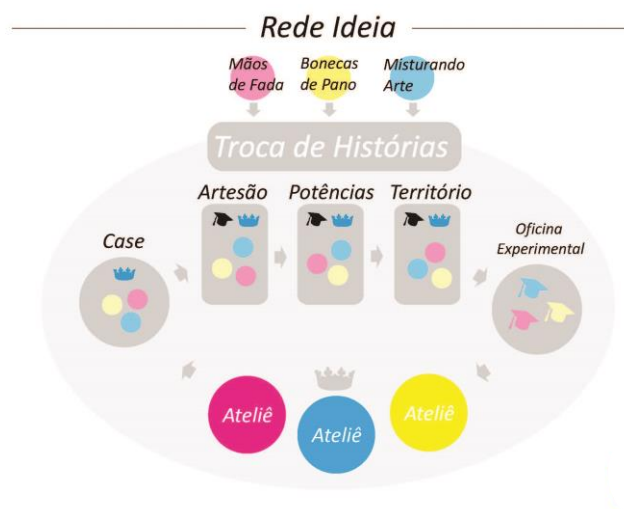 Rede Ideia
Mãos
de Fada
Bonecas
de Pano
Misturando
Arte
Troca de Histórias
Artesão
Potências
Território
Case
Oficina
Experimental
Ateliê
Ateliê
Ateliê